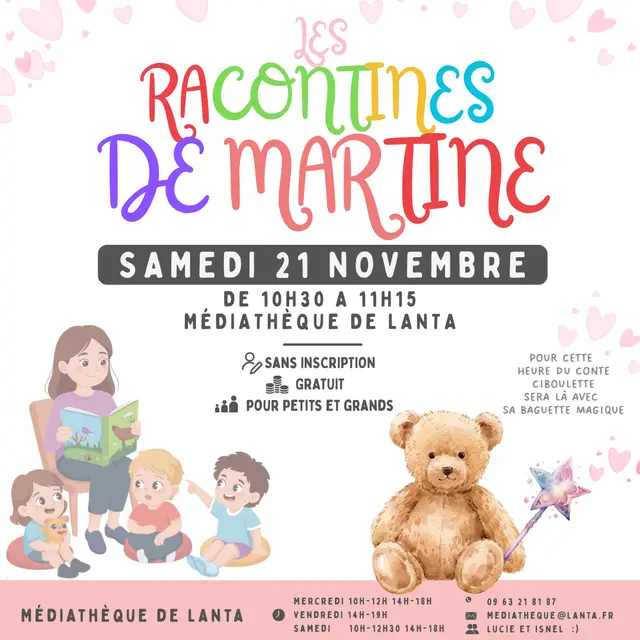 LES
RACONTINES
DE MARTINE
SAMEDI 21 NOVEMBRE
DE 10H30 A 11H15
MÉDIATHÈQUE DE LANTA
SANS INSCRIPTION
GRATUIT
POUR PETITS ET GRANDS
POUR CETTE
HEURE DU CONTE
CIBOULETTE
SERA LÀ AVEC
SA BAGUETTE MAGIQUE
MÉDIATHÈQUE DE LANTA
MERCREDI 10H-12H 14H-18H
VENDREDI 14H-19H
SAMEDI 10H-12H30 14H-18H
09 63 21 81 87
MEDIATHEQUE@LANTA.FR
LUCIE ET ISNEL :)